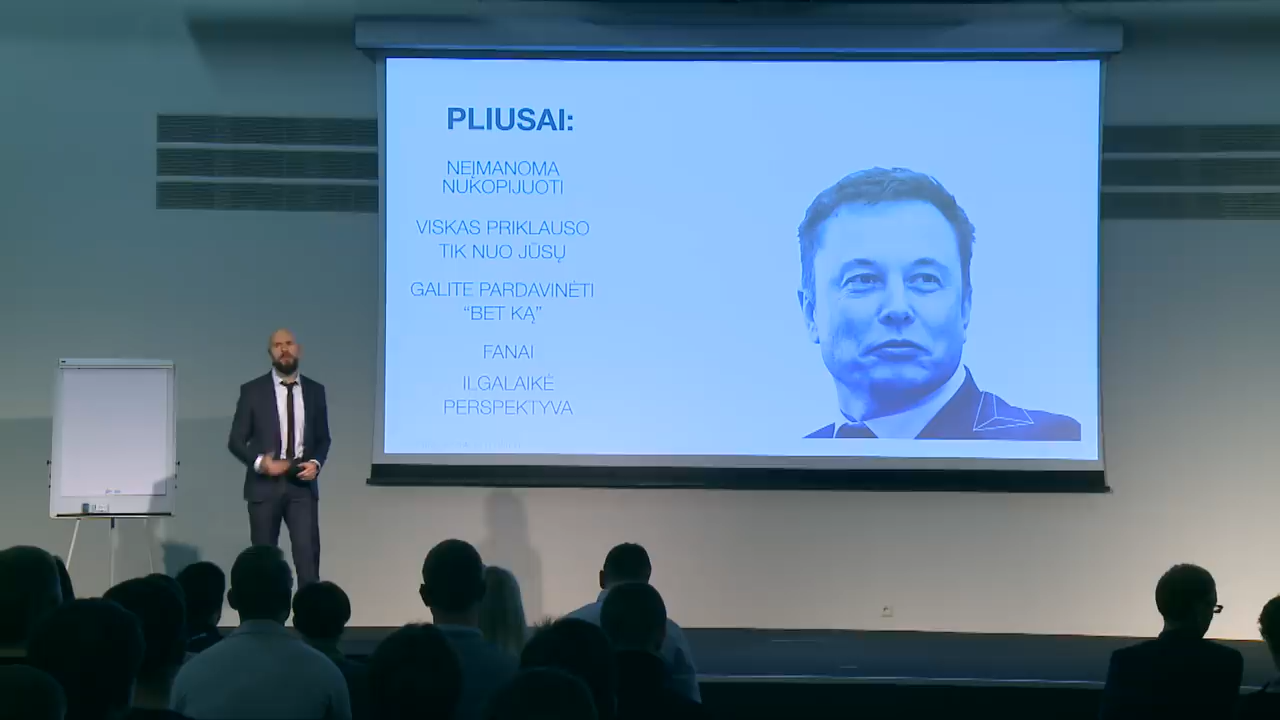 PLIUSAI:
NEĮMANOMA
NUKOPIJUOTI
VISKAS PRIKLAUSO
TIK NUO JŪSŲ
GALITE PARDAVINĖTI
“BET KĄ”
FANAI
ILGALAIKĖ
PERSPEKTYVA